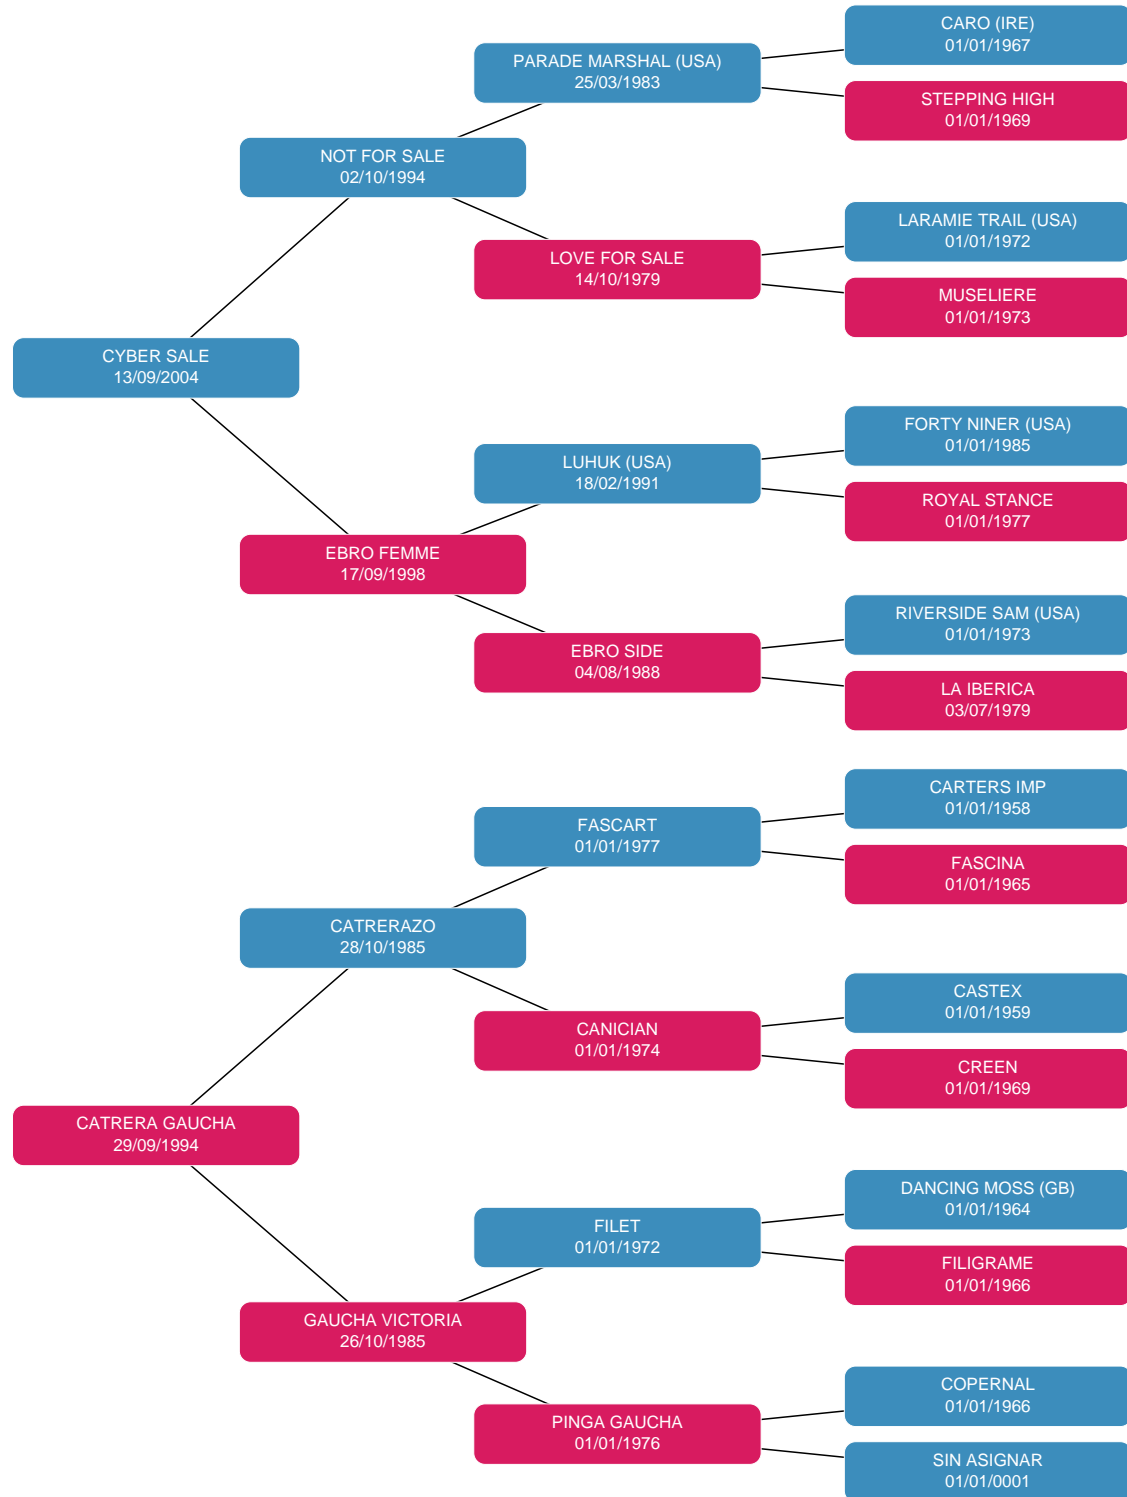 CARO (IRE)
01/01/1967
PARADE MARSHAL (USA)
25/03/1983
STEPPING HIGH
01/01/1969
NOT FOR SALE
02/10/1994
LARAMIE TRAIL (USA)
01/01/1972
LOVE FOR SALE
14/10/1979
MUSELIERE
01/01/1973
CYBER SALE
13/09/2004
FORTY NINER (USA)
01/01/1985
LUHUK (USA)
18/02/1991
ROYAL STANCE
01/01/1977
EBRO FEMME
17/09/1998
RIVERSIDE SAM (USA)
01/01/1973
EBRO SIDE
04/08/1988
LA IBERICA
03/07/1979
CARTERS IMP
01/01/1958
FASCART
01/01/1977
FASCINA
01/01/1965
CATRERAZO
28/10/1985
CASTEX
01/01/1959
CANICIAN
01/01/1974
CREEN
01/01/1969
CATRERA GAUCHA
29/09/1994
DANCING MOSS (GB)
01/01/1964
FILET
01/01/1972
FILIGRAME
01/01/1966
GAUCHA VICTORIA
26/10/1985
COPERNAL
01/01/1966
PINGA GAUCHA
01/01/1976
SIN ASIGNAR
01/01/0001